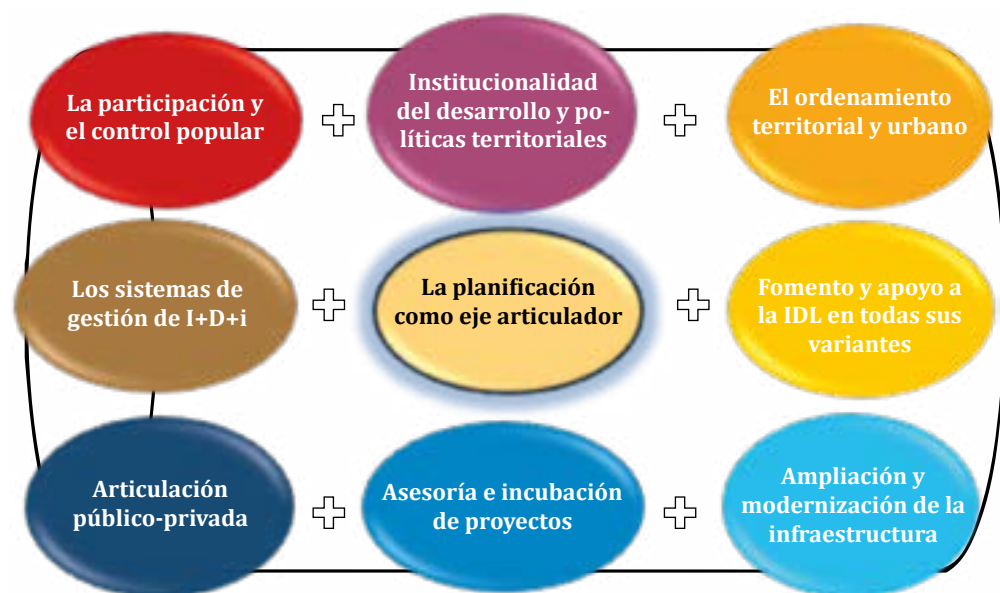 La participación y
el control popular
Institucionalidad
del desarrollo y po-
líticas territoriales
El ordenamiento
territorial y urbano
Los sistemas de
gestión de I+D+i
La planificación
como eje articulador
Fomento y apoyo a
la IDL en todas sus
variantes
Articulación
público-privada
Asesoría e incubación
de proyectos
Ampliación y
modernización de la
infraestructura